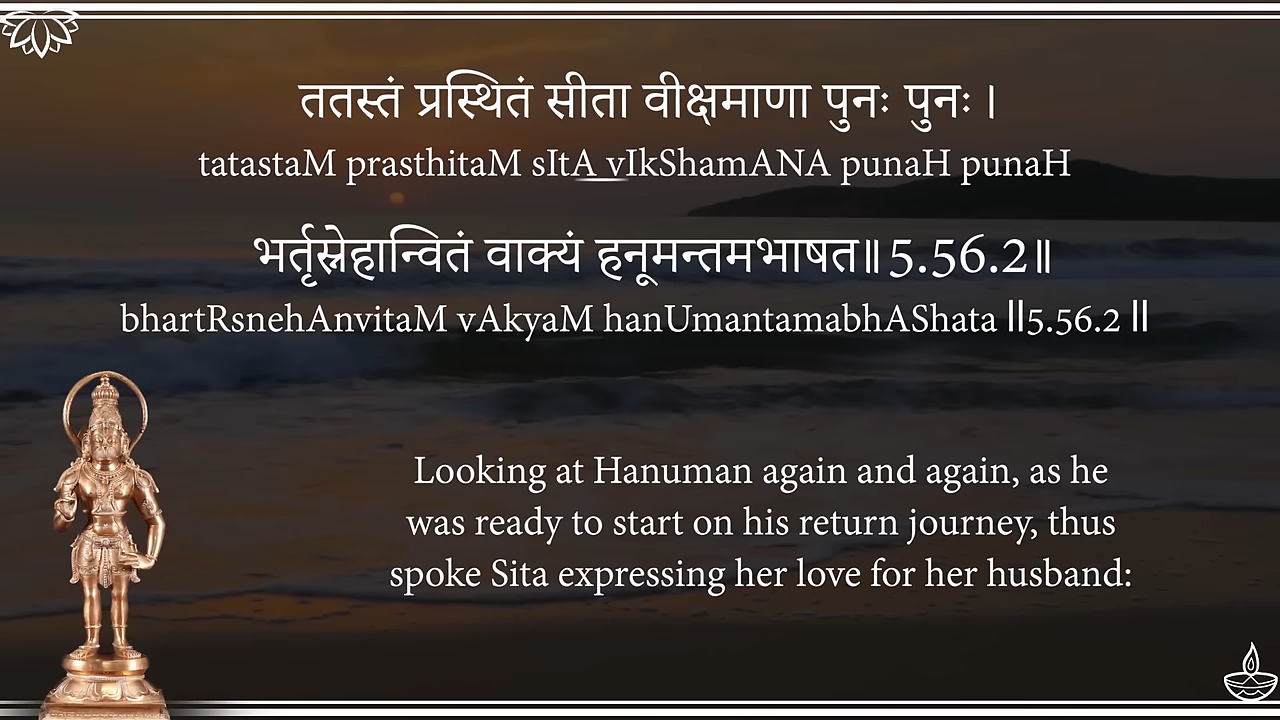 ततस्तं प्रस्थितं सीता वीक्षमाणा पुनः पुनः ।
tatastaM prasthitaM sItA vIkShamANA punaH punaH
भर्तृस्नेहान्वितं वाक्यं हनूमन्तमभाषत॥ 5.56.2॥
bhartRsnehAnvitaM vAkyaM hanUmantamabhAShata ||5.56.2 ||
Looking at Hanuman again and again, as he
was ready to start on his return journey, thus
spoke Sita expressing her love for her husband: